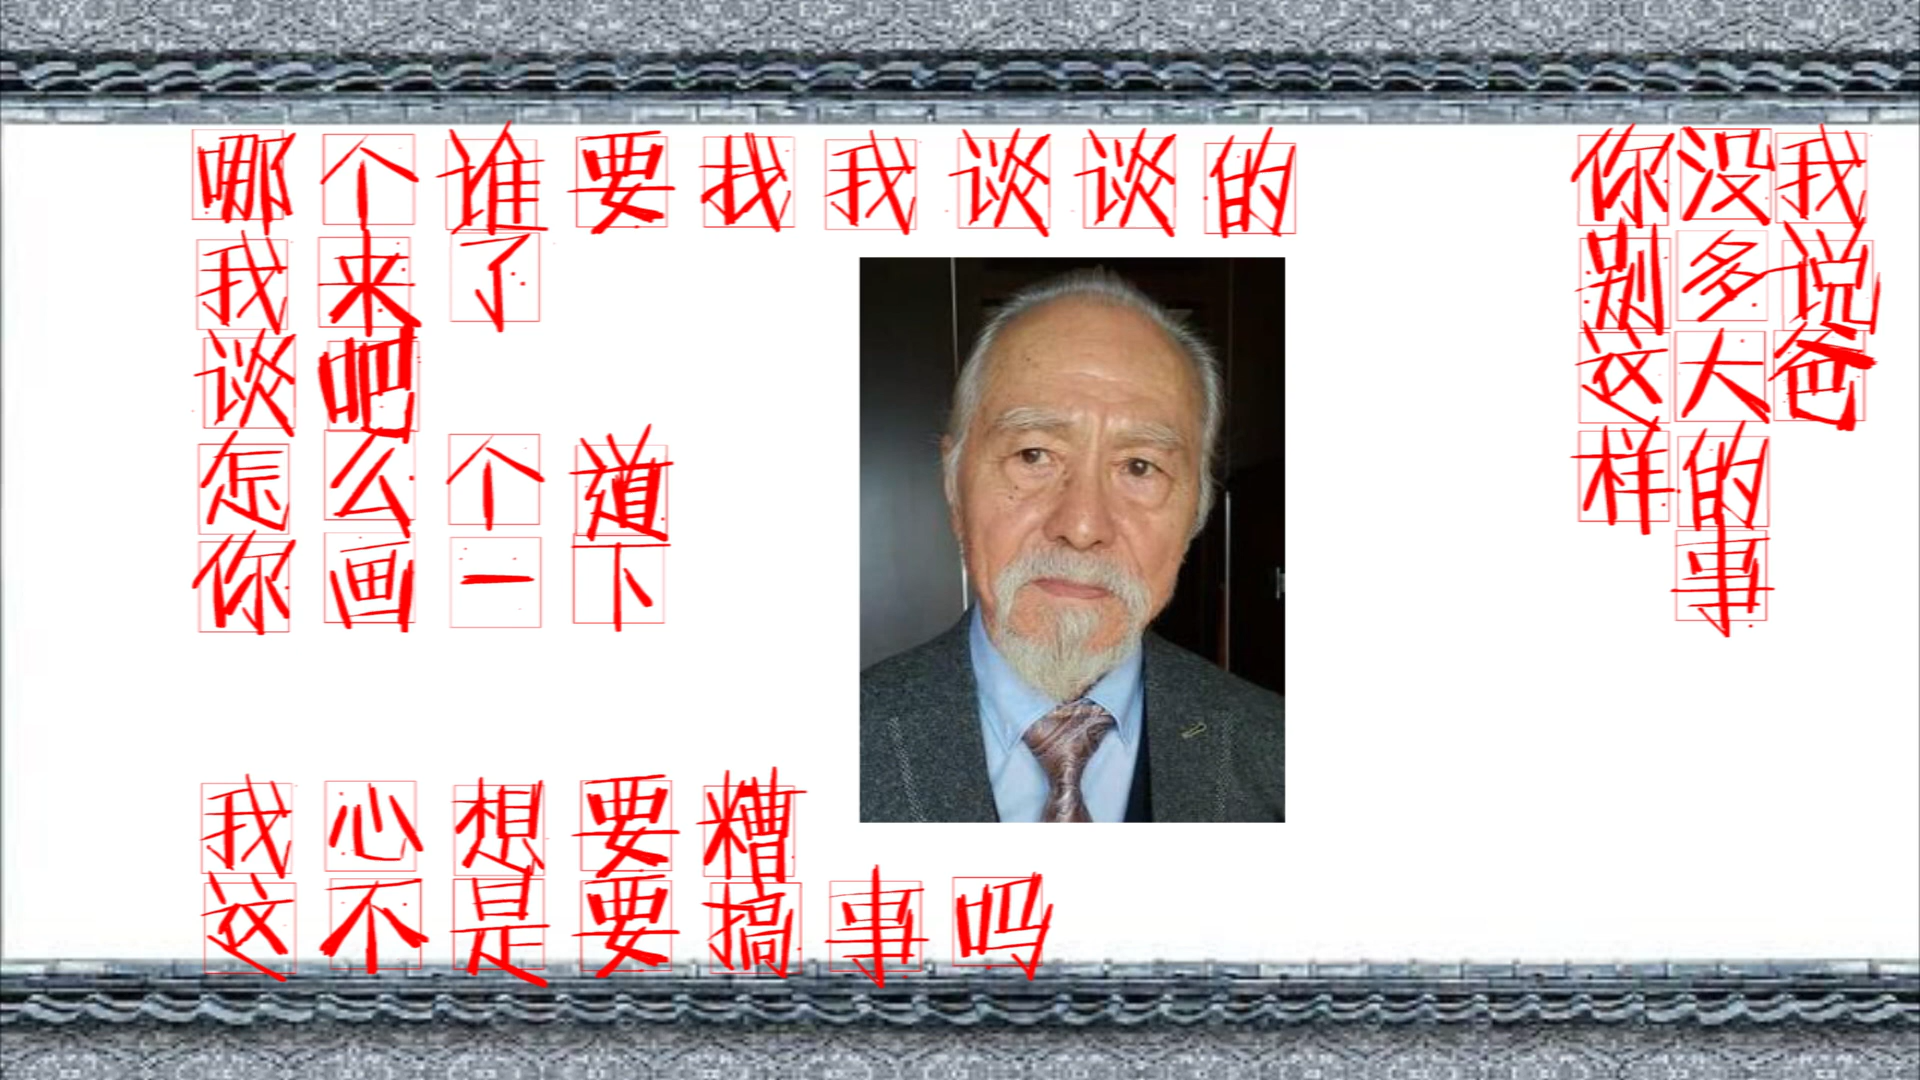 哪个谁要找我谈谈的
我来了
谈吧
怎么个道
你画一下
我说爸
没多大的事
你别这样
我心想要糟
这不是要搞事吗